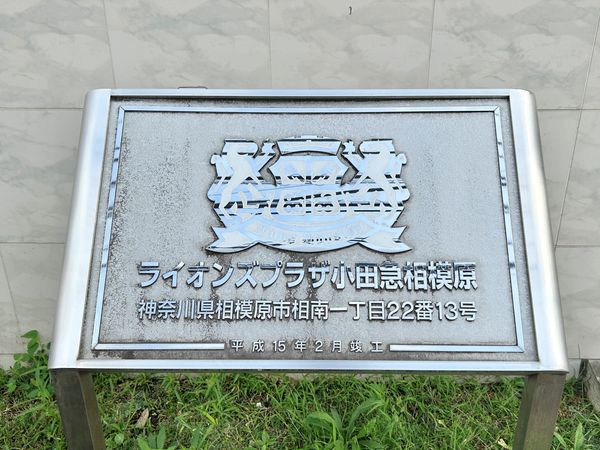 ライオンズプラザ小田急相模原
神奈川県相模原市相南一丁目22番13号
平成15年2月竣工